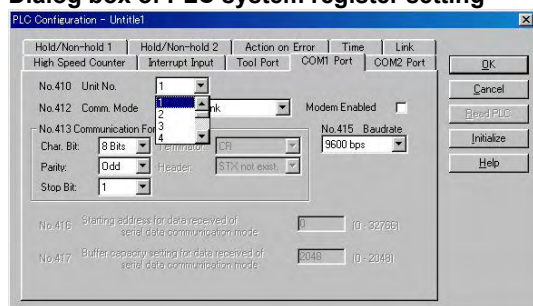 Dialog box of PLC system register setting
PLC Configuration - Untitle1
Hold/Non-hold 1 Hold/Non-hold 2 Action on Error Time Link
High Speed Counter Interrupt Input Tool Port COM1 Port COM2 Port
No.410 Unit No. 1
1
2
3
4
No.412 Comm. Mode nk Modem Enabled
No.413 Communication For
No.415 Baudrate
Char. Bit: 8 Bits Terminator: CR 9600 bps
Parity: Odd Header: STX not exist
Stop Bit: 1
No.416 Starting address for data received of serial data communication mode 0 (0 - 32766)
No.417 Buffer capacity setting for data received of serial data communication mode 2048 (0 - 2048)
OK
Cancel
Read PLC
Initialize
Help